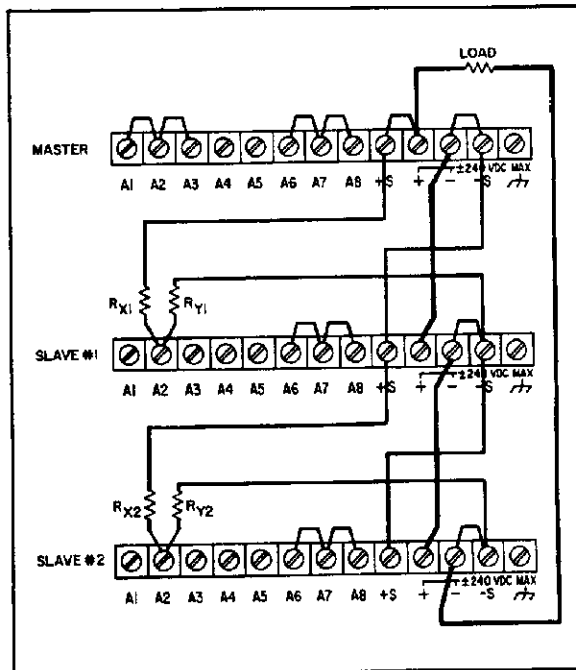 LOAD
MASTER
A1 A2 A3 A4 A5 A6 A7 A8 +S + − -S
±240 VDC MAX
RX1 RY1
SLAVE #1
A1 A2 A3 A4 A5 A6 A7 A8 +S + − -S
±240 VDC MAX
RX2 RY2
SLAVE #2
A1 A2 A3 A4 A5 A6 A7 A8 +S + − -S
±240 VDC MAX